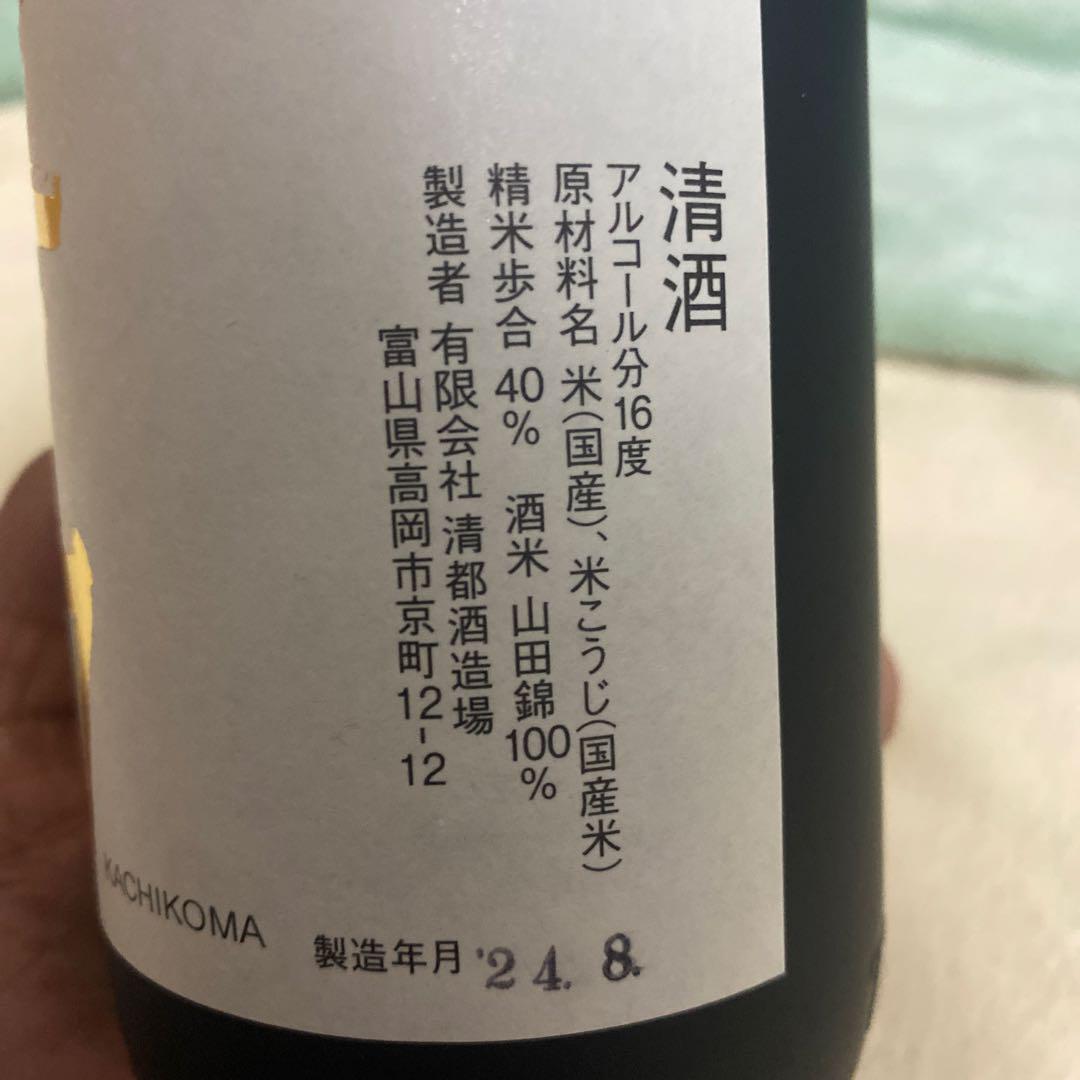 清酒
アルコール分16度
原材料名 米(国産)、米こうじ(国産米)
精米歩合 40% 酒米 山田錦100%
製造者 有限会社 清都酒造場
富山県高岡市京町12-12
KACHIKOMA
製造年月 '24. 8.